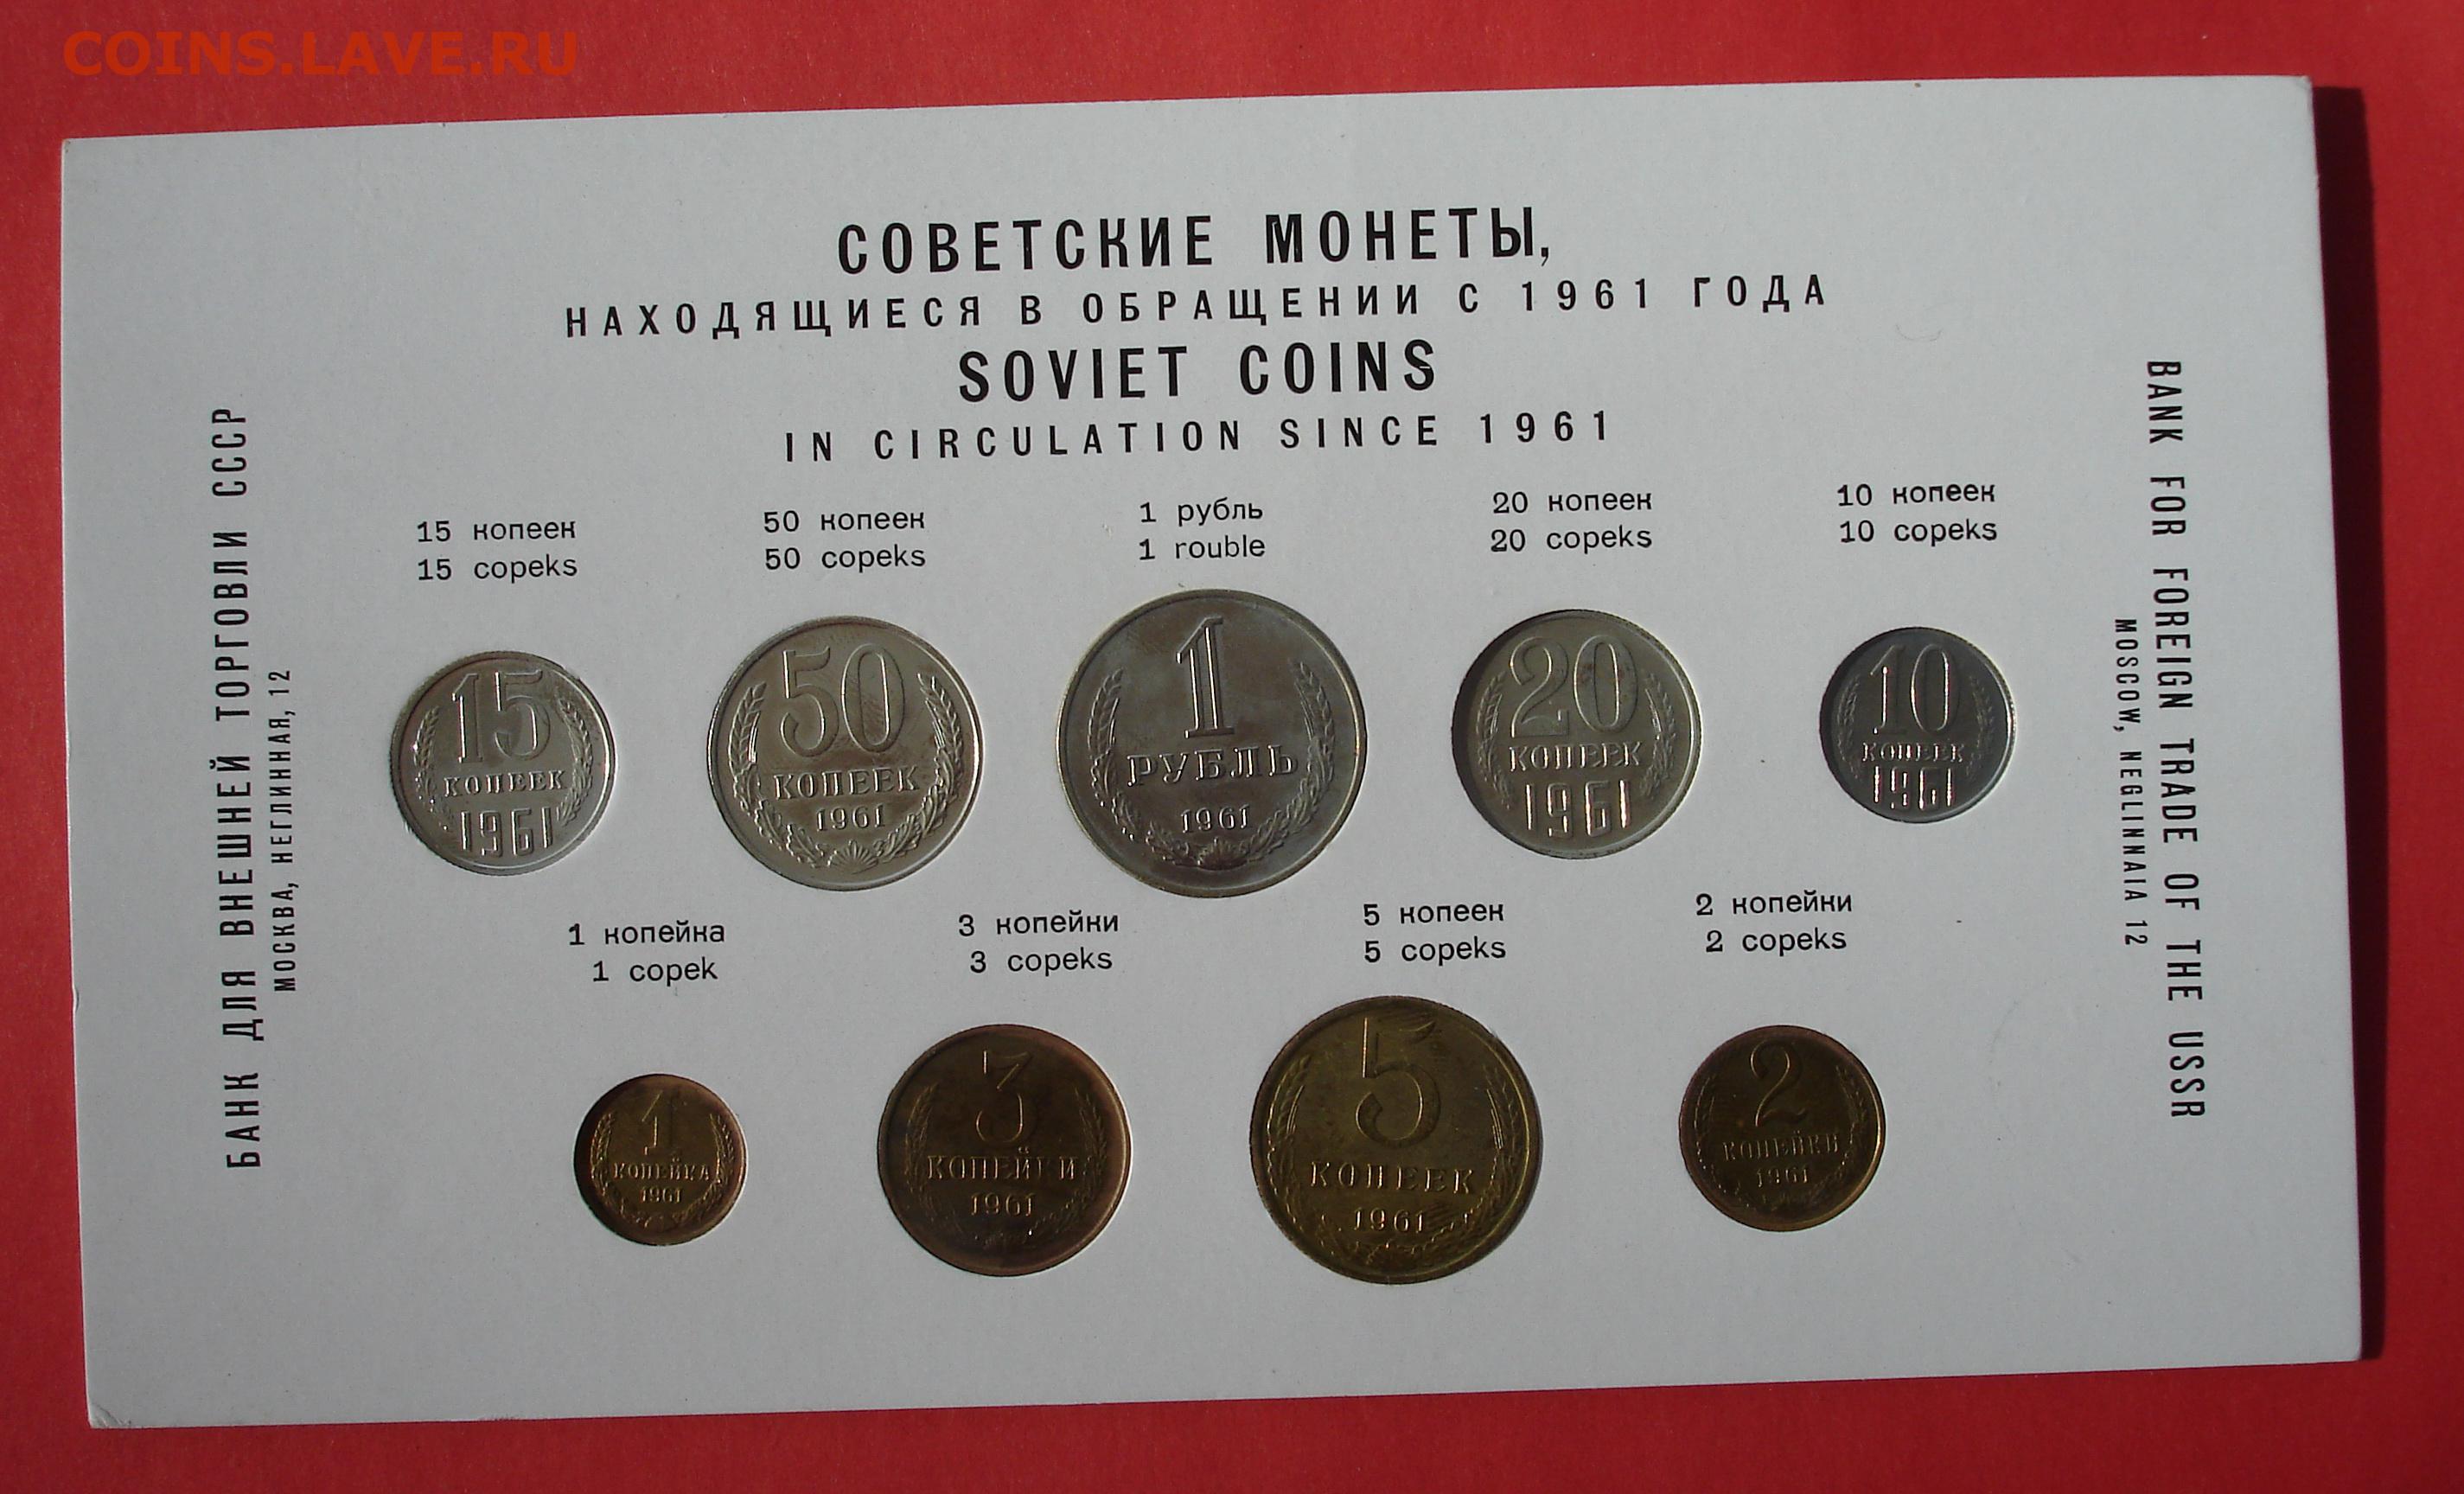 COINS.LAVE.RU
СОВЕТСКИЕ МОНЕТЫ,
НАХОДЯЩИЕСЯ В ОБРАЩЕНИИ С 1961 ГОДА
SOVIET COINS
IN CIRCULATION SINCE 1961
БАНК ДЛЯ ВНЕШНЕЙ ТОРГОВЛИ СССР
МОСКВА, НЕГЛИННАЯ, 12
BANK FOR FOREIGN TRADE OF THE USSR
MOSCOW, NEGLINNAIA 12
15 копеек
15 copeks
50 копеек
50 copeks
1 рубль
1 rouble
20 копеек
20 copeks
10 копеек
10 copeks
15
КОПЕЕК
1961
50
КОПЕЕК
1961
1
РУБЛЬ
1961
20
КОПЕЕК
1961
10
КОПЕЕК
1961
1 копейка
1 copek
3 копейки
3 copeks
5 копеек
5 copeks
2 копейки
2 copeks
1
КОПЕЙКА
1961
3
КОПЕЙКИ
1961
5
КОПЕЕК
1961
2
КОПЕЙКИ
1961